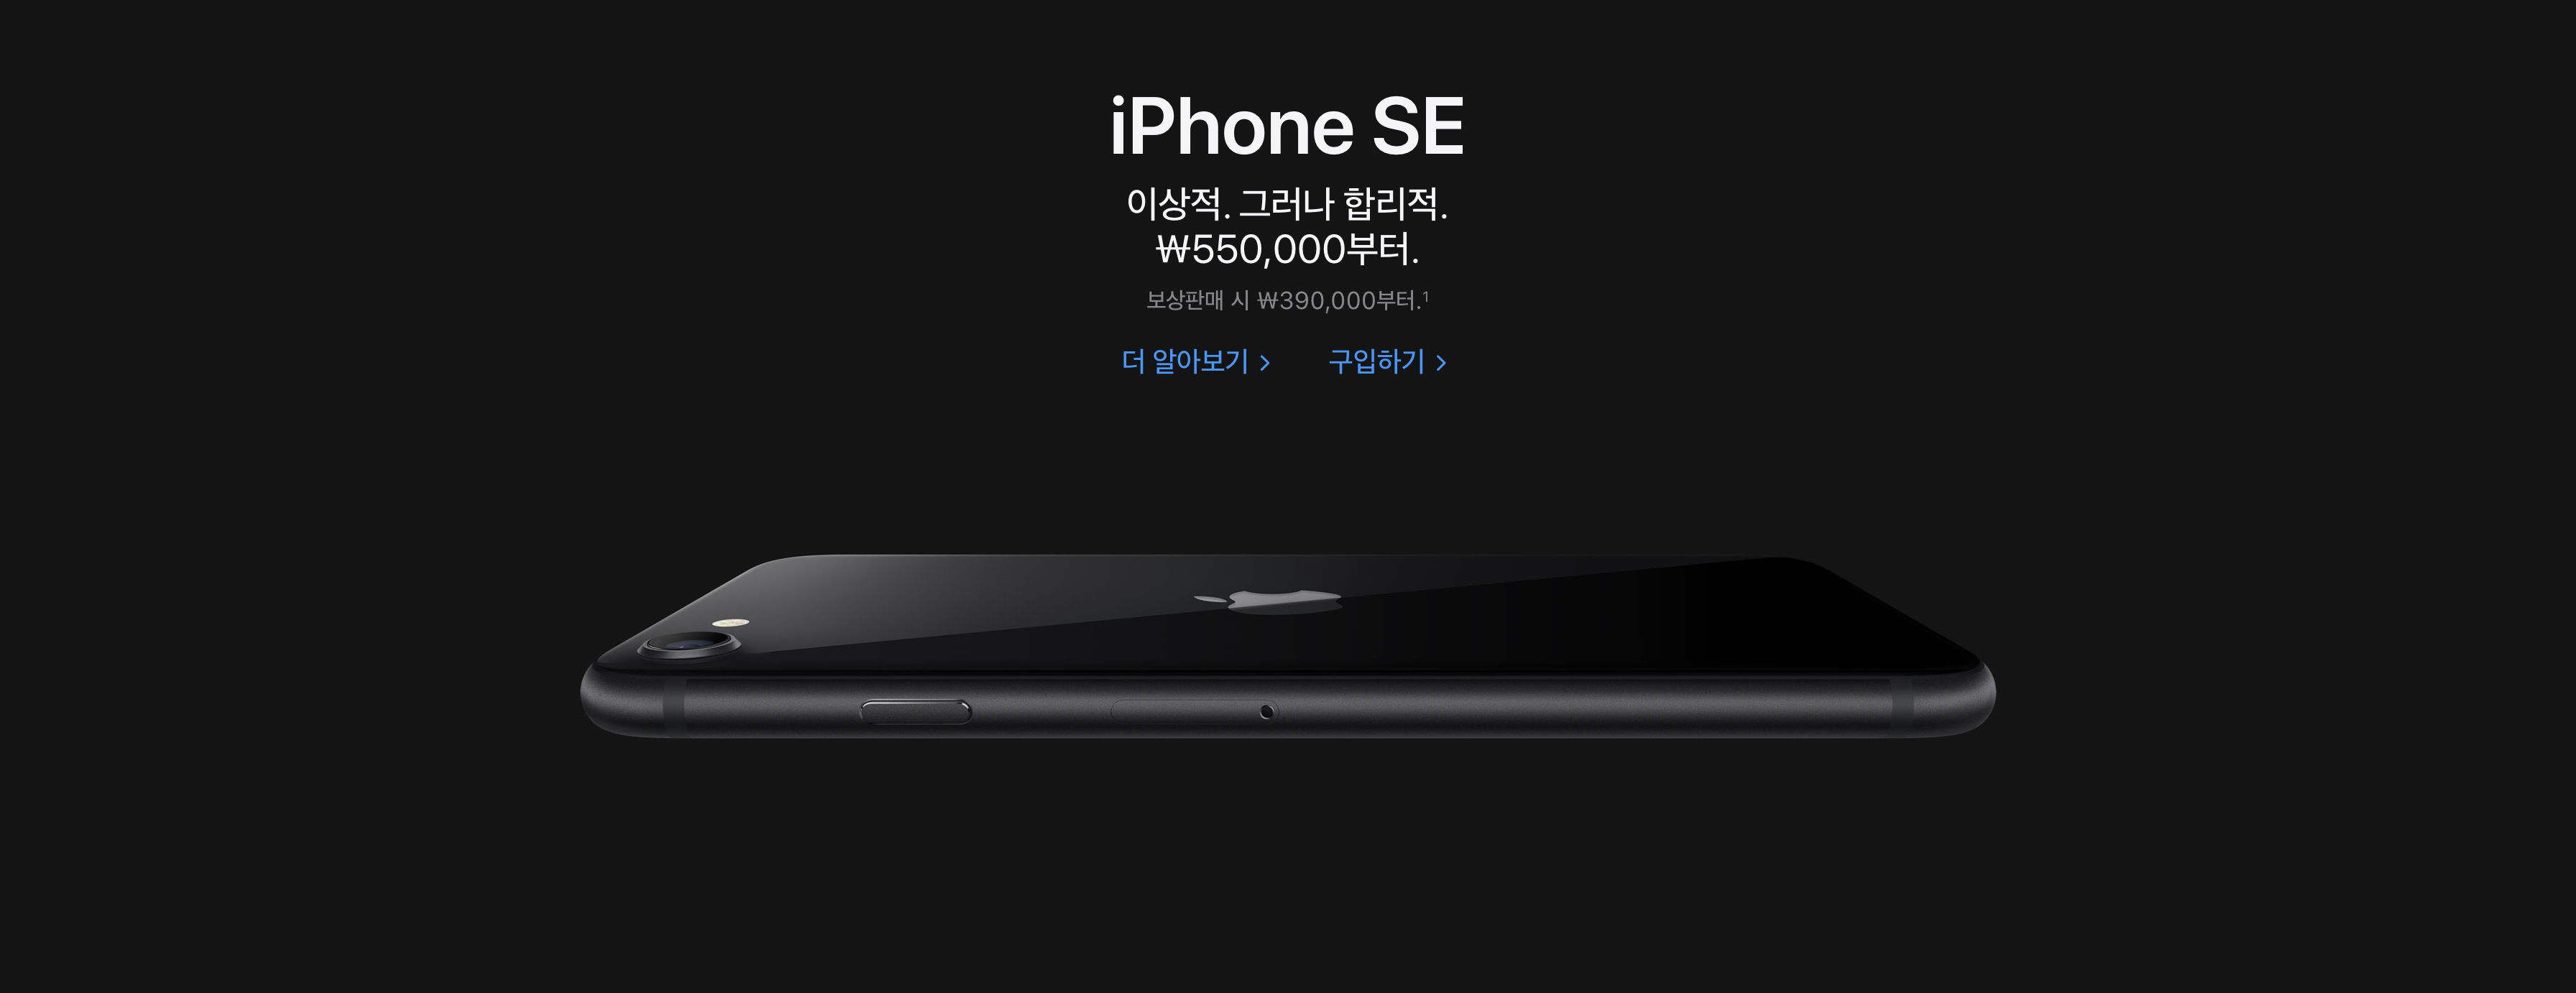 iPhone SE
이상적. 그러나 합리적.
₩550,000부터.
보상판매 시 ₩390,000부터.¹
더 알아보기 > 구입하기 >